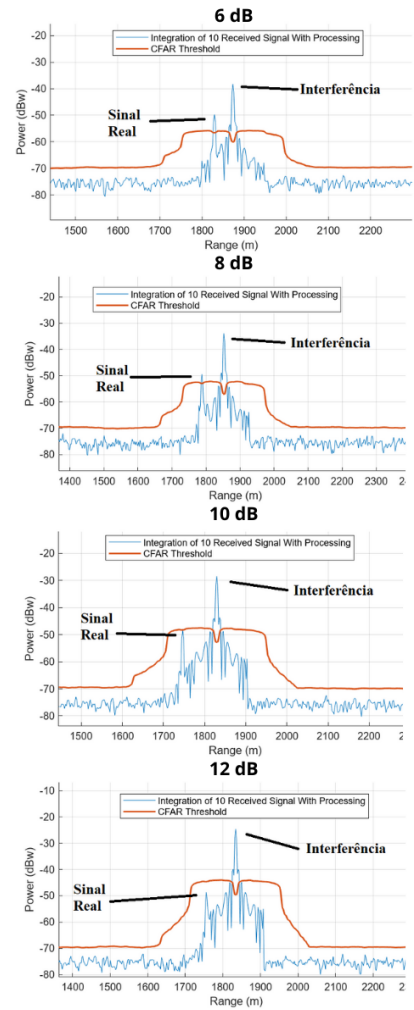 6 dB
Integration of 10 Received Signal With Processing
CFAR Threshold
Interferência
Sinal
Real
Power (dBw)
-20
-30
-40
-50
-60
-70
-80
1500 1600 1700 1800 1900 2000 2100 2200
Range (m)
8 dB
Integration of 10 Received Signal With Processing
CFAR Threshold
Interferência
Sinal
Real
Power (dBw)
-20
-30
-40
-50
-60
-70
-80
1400 1500 1600 1700 1800 1900 2000 2100 2200 2300 2
Range (m)
10 dB
Integration of 10 Received Signal With Processing
CFAR Threshold
Interferência
Sinal
Real
Power (dBw)
-20
-30
-40
-50
-60
-70
-80
1500 1600 1700 1800 1900 2000 2100 2200
Range (m)
12 dB
Integration of 10 Received Signal With Processing
CFAR Threshold
Interferência
Sinal
Real
Power (dBw)
-10
-20
-30
-40
-50
-60
-70
-80
1400 1500 1600 1700 1800 1900 2000 2100 2200 2300
Range (m)